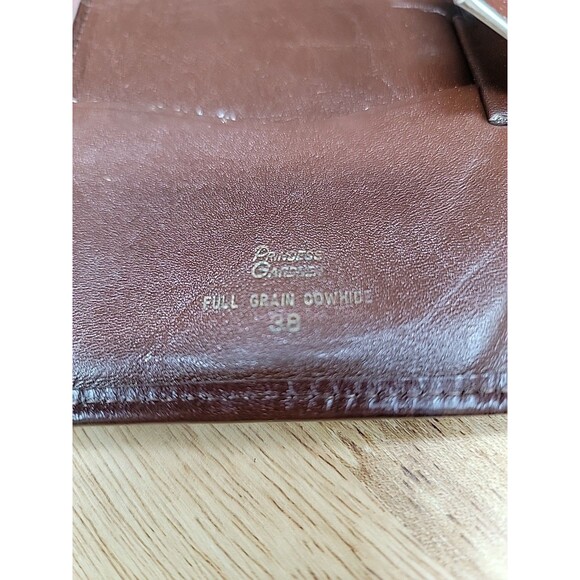 PRINCESS
GARDNER
FULL GRAIN COWHIDE
38